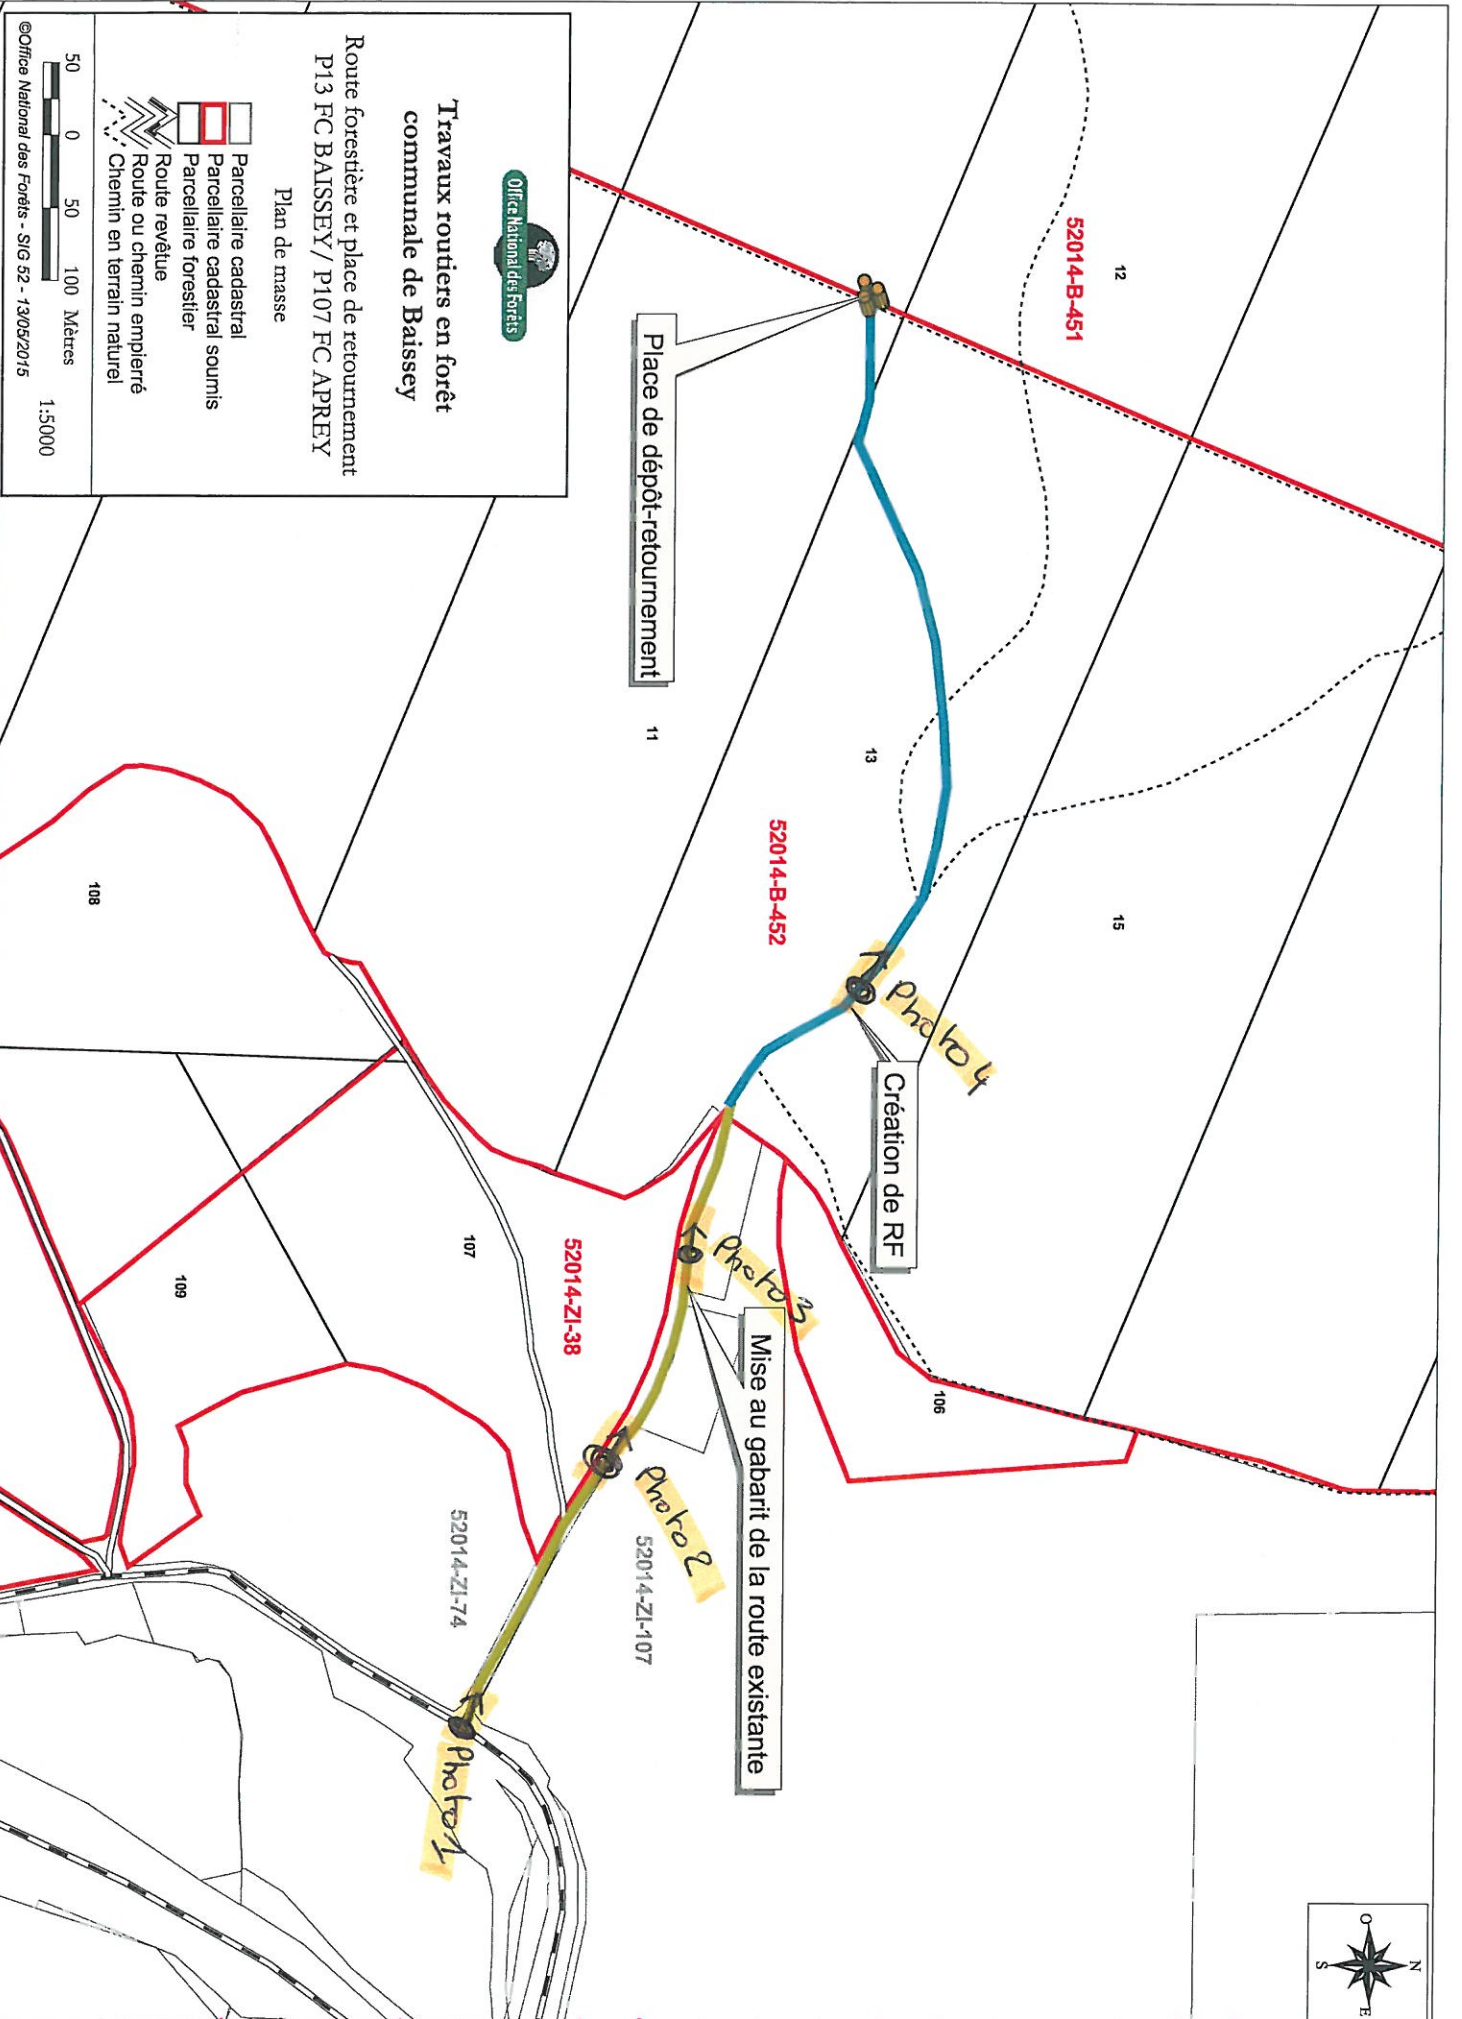 52014-B-451
12
Place de dépôt-retournement
11
13
52014-B-452
15
Photo 4
Création de RF
108
107
109
52014-ZI-38
Photo 3
Mise au gabarit de la route existante
106
Photo 2
52014-ZI-107
52014-ZI-74
Photo 1
N
O
E
S
Office National des Forêts
Travaux routiers en forêt
communale de Baissey
Route forestière et place de retournement
P13 FC BAISSEY/ P107 FC APREY
Plan de masse
Parcellaire cadastral
Parcellaire cadastral soumis
Parcellaire forestier
Route revêtue
Route ou chemin empierré
Chemin en terrain naturel
50 0 50 100 Mètres
1:5000
©Office National des Forêts - SIG 52 - 13/05/2015